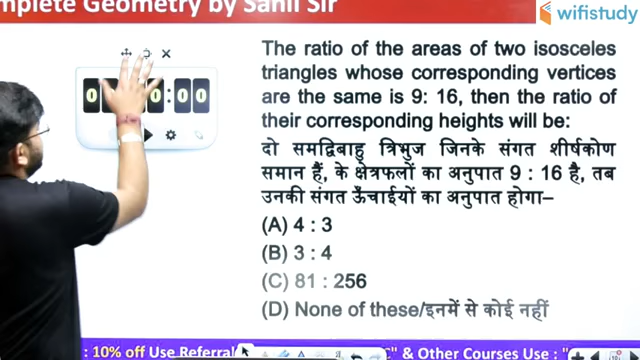 mplete Geometry by Sahil Sir
wifistudy
The ratio of the areas of two isosceles
triangles whose corresponding vertices
are the same is 9: 16, then the ratio of
their corresponding heights will be:
दो समद्विबाहु त्रिभुज जिनके संगत शीर्षकोण
समान हैं, के क्षेत्रफलों का अनुपात 9 : 16 है, तब
उनकी संगत ऊँचाईयों का अनुपात होगा–
(A) 4 : 3
(B) 3 : 4
(C) 81 : 256
(D) None of these/इनमें से कोई नहीं
0 0:00
: 10% off Use Referral
& Other Courses Use : "